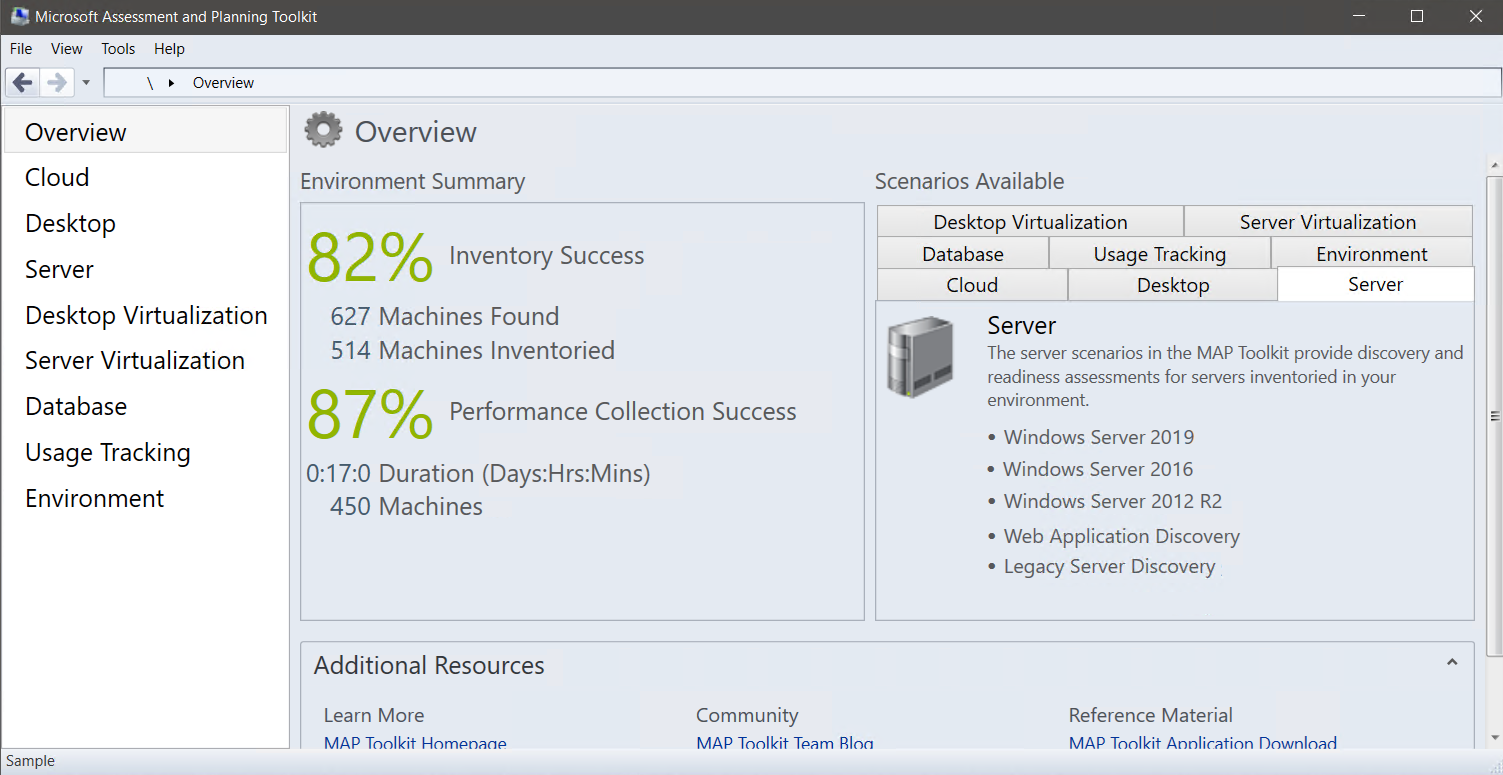 Microsoft Assessment and Planning Toolkit
File View Tools Help
\ Overview
Overview
Cloud
Desktop
Server
Desktop Virtualization
Server Virtualization
Database
Usage Tracking
Environment
Overview
Environment Summary
82% Inventory Success
627 Machines Found
514 Machines Inventoried
87% Performance Collection Success
0:17:0 Duration (Days:Hrs:Mins)
450 Machines
Scenarios Available
Desktop Virtualization Server Virtualization
Database Usage Tracking Environment
Cloud Desktop Server
Server
The server scenarios in the MAP Toolkit provide discovery and
readiness assessments for servers inventoried in your
environment.
• Windows Server 2019
• Windows Server 2016
• Windows Server 2012 R2
• Web Application Discovery
• Legacy Server Discovery
Additional Resources
Learn More Community Reference Material
MAP Toolkit Homepage MAP Toolkit Team Blog MAP Toolkit Application Download
Sample